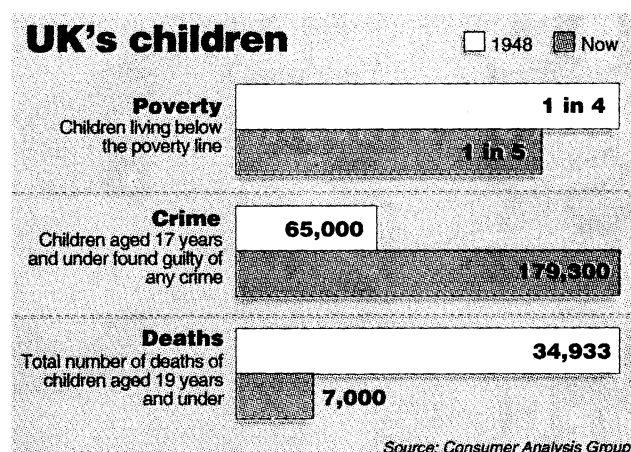 UK's children
1948 Now
Poverty
Children living below
the poverty line
1 in 4
1 in 5
Crime
Children aged 17 years
and under found guilty of
any crime
65,000
179,300
Deaths
Total number of deaths of
children aged 19 years
and under
34,933
7,000
Source: Consumer Analysis Group